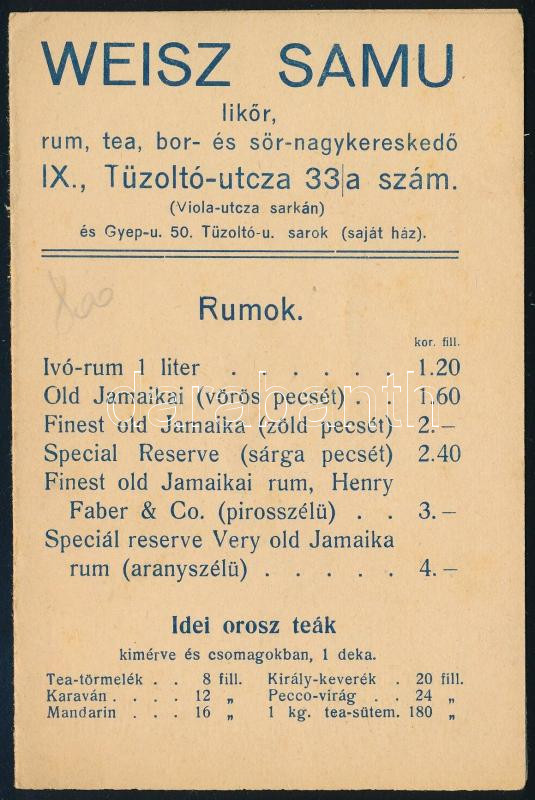 WEISZ SAMU
likőr,
rum, tea, bor- és sör-nagykereskedő
IX., Tüzoltó-utcza 33|a szám.
(Viola-utcza sarkán)
és Gyep-u. 50. Tüzoltó-u. sarok (saját ház).
Rumok.
kor. fill.
Ivó-rum 1 liter . . . . . . 1.20
Old Jamaikai (vörös pecsét) . . 1.60
Finest old Jamaika (zöld pecsét) 2.—
Special Reserve (sárga pecsét) 2.40
Finest old Jamaikai rum, Henry
Faber & Co. (pirosszélü) . . 3.—
Speciál reserve Very old Jamaika
rum (aranyszélü) . . . . . 4.—
darabanth
Idei orosz teák
kimérve és csomagokban, 1 deka.
Tea-törmelék . . 8 fill. Király-keverék . 20 fill.
Karaván . . . . 12 „ Pecco-virág . . 24 „
Mandarin . . . 16 „ 1 kg. tea-sütem. 180 „